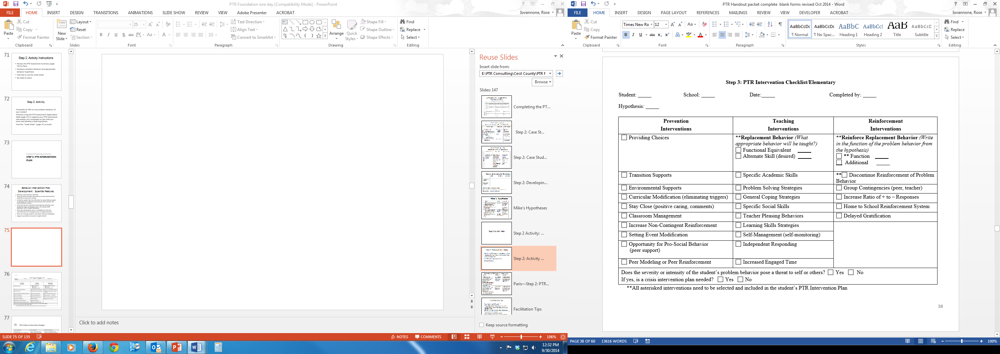 PTR Foundation one day [Compatibility Mode] - PowerPoint
FILE HOME INSERT DESIGN TRANSITIONS ANIMATIONS SLIDE SHOW REVIEW VIEW Adobe Presenter ACROBAT
Iovannone, Rose
Paste
Cut
Copy
Format Painter
Clipboard
New Slide
Layout
Reset
Section
Slides
25
Font
Text Direction
Align Text
Convert to SmartArt
Paragraph
Arrange
Quick Styles
Shape Fill
Shape Outline
Shape Effects
Drawing
Find
Replace
Select
Editing
71
Step 2: Activity Instructions
Review the PTR Assessment Summary (page
10) for Paris
Develop a problem behavior and appropriate
behavior hypothesis
Feel free to use the cheat sheet
Be ready to share
72
Step 2: Activity
•Complete an FBA on one problem behavior of
your student
•Practice using the PTR Assessment Organization
Table (page 23) to organize your PTR Assessment
information you completed on the child you
know and develop a draft hypothesis.
•Use the "cheat sheet" (page 21) to assist
73
STEP 3: PTR INTERVENTION
PLAN
74
Behavior Intervention Plan
Development: Essential Features
75
76
77
PTR-YC Menu of Intervention Strategies
Click to add notes
Reuse Slides
Insert slide from:
E:\PTR Consulting\Cecil County\PTR F
Browse
Slides: 147
Completing the PT...
Step 2: Case St...
Step 2: Case Stud...
Step 2: Developin...
Mike's Hypotheses
Step 2 Activity: ...
Step 2: Activity ...
Paris—Step 2: PTR...
Facilitation Tips
Keep source formatting
SLIDE 75 OF 135
NOTES COMMENTS 106%
12:32 PM
9/30/2014
PTR Handout packet complete blank forms revised Oct 2014 - Word
FILE HOME INSERT DESIGN PAGE LAYOUT REFERENCES MAILINGS REVIEW VIEW DEVELOPER ACROBAT
Iovannone, Rose
Paste
Cut
Copy
Format Painter
Clipboard
Times New Ro 12
Font
Paragraph
AaBbCcDc AaBbCcDc AaBbC AaBbCcI AaB AaBbCcD
¶ Normal ¶ No Spac... Heading 1 Heading 2 Title Subtitle
Styles
Find
Replace
Select
Editing
Step 3: PTR Intervention Checklist/Elementary
Student: _____ School: _____ Date:_____ Completed by: _____
Hypothesis: _____
Prevention Interventions
Teaching Interventions
Reinforcement Interventions
Providing Choices
**Replacement Behavior (What
appropriate behavior will be taught?)
Functional Equivalent _____
Alternate Skill (desired) _____
**Reinforce Replacement Behavior (Write
in the function of the problem behavior from
the hypothesis)
** Function _____
Additional _____
Transition Supports
Specific Academic Skills
** Discontinue Reinforcement of Problem
Behavior
Environmental Supports
Problem Solving Strategies
Group Contingencies (peer, teacher)
Curricular Modification (eliminating triggers)
General Coping Strategies
Increase Ratio of + to – Responses
Stay Close (positive caring, comments)
Specific Social Skills
Home to School Reinforcement System
Classroom Management
Teacher Pleasing Behaviors
Delayed Gratification
Increase Non-Contingent Reinforcement
Learning Skills Strategies
Setting Event Modification
Self-Management (self-monitoring)
Opportunity for Pro-Social Behavior
(peer support)
Independent Responding
Peer Modeling or Peer Reinforcement
Increased Engaged Time
Does the severity or intensity of the student's problem behavior pose a threat to self or others? Yes No
If yes, is a crisis intervention plan needed? Yes No
**All asterisked interventions need to be selected and included in the student's PTR Intervention Plan
38
PAGE 38 OF 60 13616 WORDS 100%